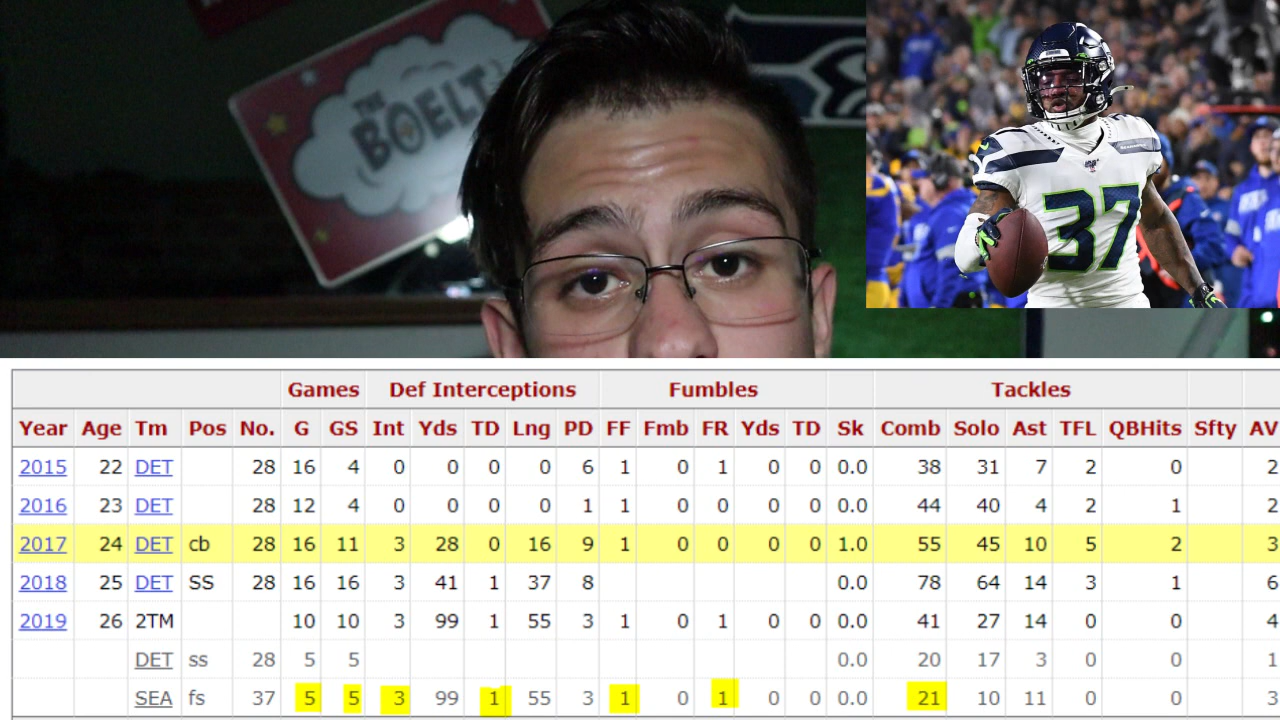 THE
BOELT
37
Games Def Interceptions Fumbles Tackles
Year Age Tm Pos No. G GS Int Yds TD Lng PD FF Fmb FR Yds TD Sk Comb Solo Ast TFL QBHits Sfty AV
2015 22 DET 28 16 4 0 0 0 0 6 1 0 1 0 0 0.0 38 31 7 2 0 2
2016 23 DET 28 12 4 0 0 0 0 1 1 0 0 0 0 0.0 44 40 4 2 1 2
2017 24 DET cb 28 16 11 3 28 0 16 9 1 0 0 0 0 1.0 55 45 10 5 2 3
2018 25 DET SS 28 16 16 3 41 1 37 8 0.0 78 64 14 3 1 6
2019 26 2TM 10 10 3 99 1 55 3 1 0 1 0 0 0.0 41 27 14 0 0 4
DET ss 28 5 5 0.0 20 17 3 0 0 1
SEA fs 37 5 5 3 99 1 55 3 1 0 1 0 0 0.0 21 10 11 0 0 3